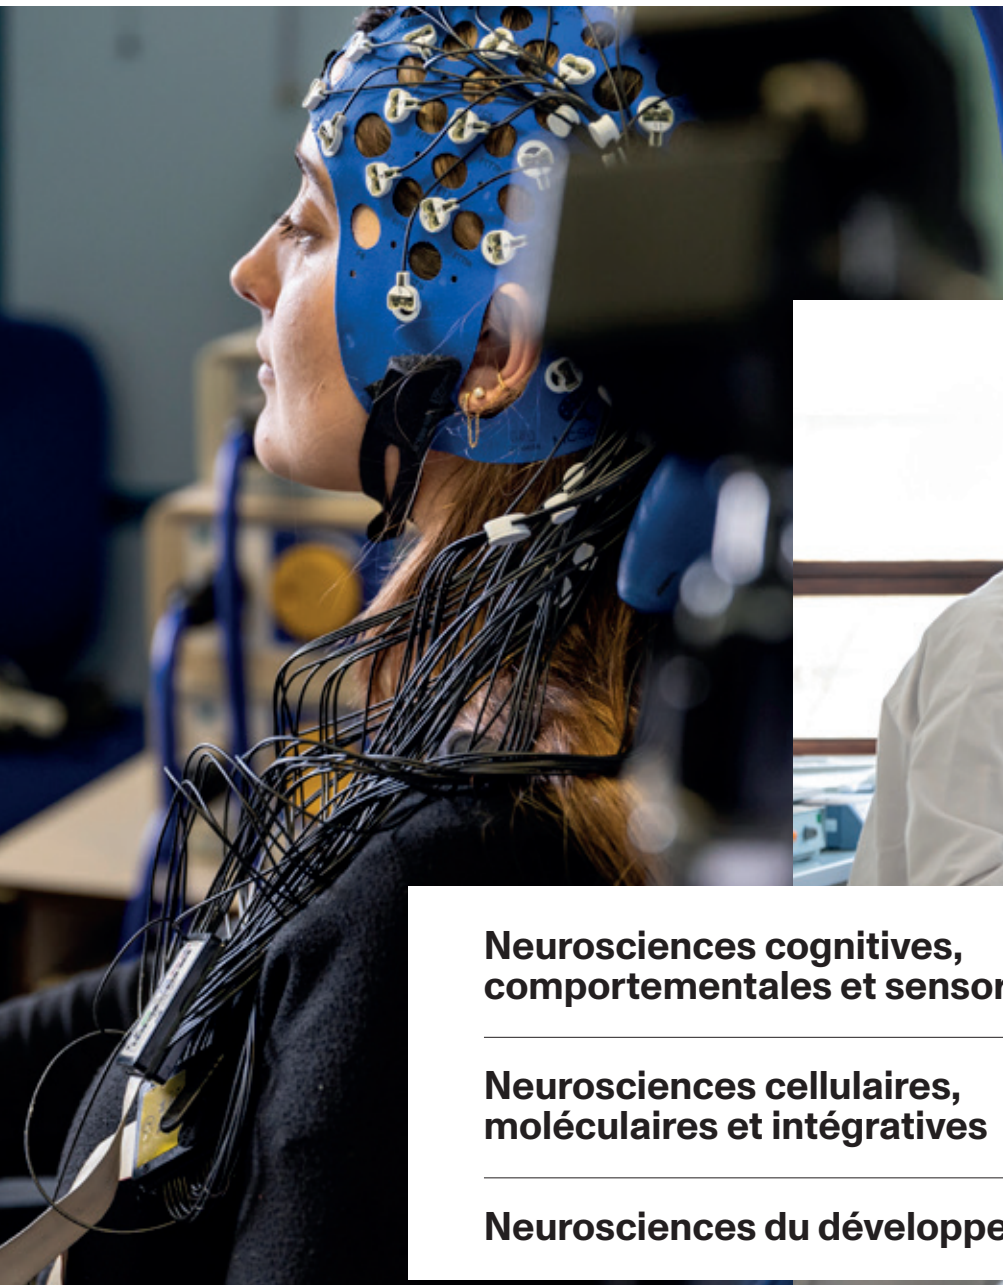 Neurosciences cognitives,
comportementales et sensor
Neurosciences cellulaires,
moléculaires et intégratives
Neurosciences du développe